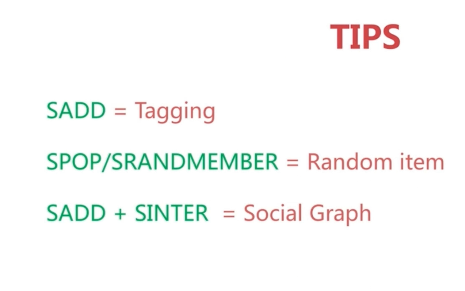 TIPS
SADD = Tagging
SPOP/SRANDMEMBER = Random item
SADD + SINTER = Social Graph